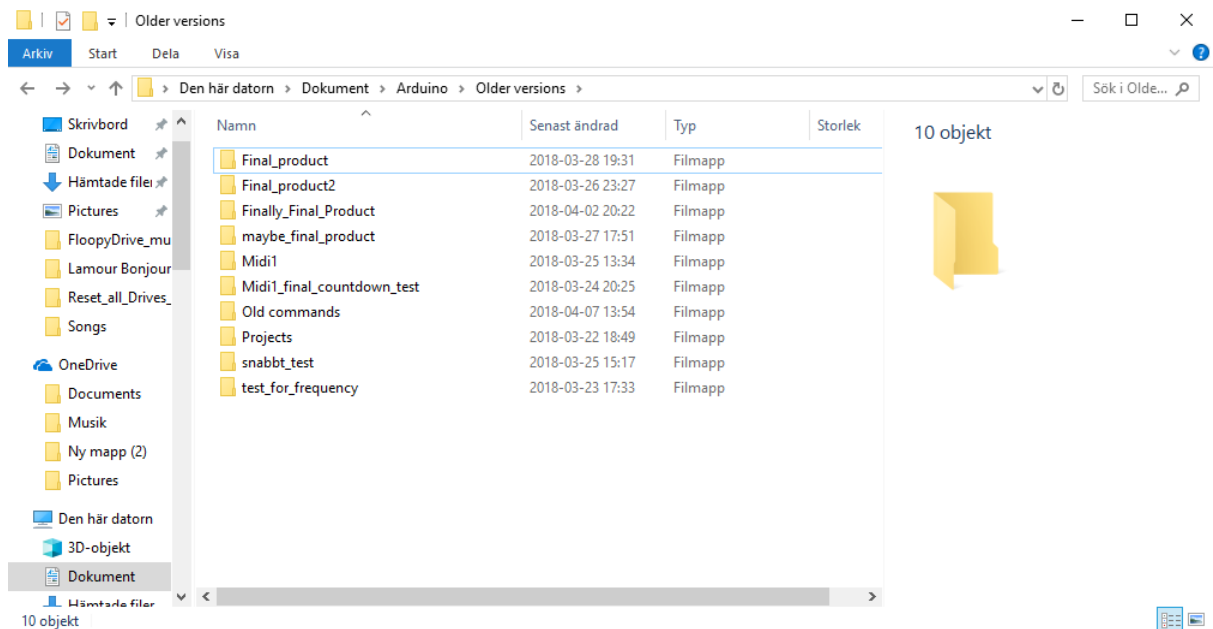 Older versions
Arkiv Start Dela Visa
Den här datorn > Dokument > Arduino > Older versions >
Sök i Olde...
Skrivbord
Dokument
Hämtade filer
Pictures
FloopyDrive_mu
Lamour Bonjour
Reset_all_Drives_
Songs
OneDrive
Documents
Musik
Ny mapp (2)
Pictures
Den här datorn
3D-objekt
Dokument
Hämtade filer
Namn Senast ändrad Typ Storlek
Final_product 2018-03-28 19:31 Filmapp
Final_product2 2018-03-26 23:27 Filmapp
Finally_Final_Product 2018-04-02 20:22 Filmapp
maybe_final_product 2018-03-27 17:51 Filmapp
Midi1 2018-03-25 13:34 Filmapp
Midi1_final_countdown_test 2018-03-24 20:25 Filmapp
Old commands 2018-04-07 13:54 Filmapp
Projects 2018-03-22 18:49 Filmapp
snabbt_test 2018-03-25 15:17 Filmapp
test_for_frequency 2018-03-23 17:33 Filmapp
10 objekt
10 objekt